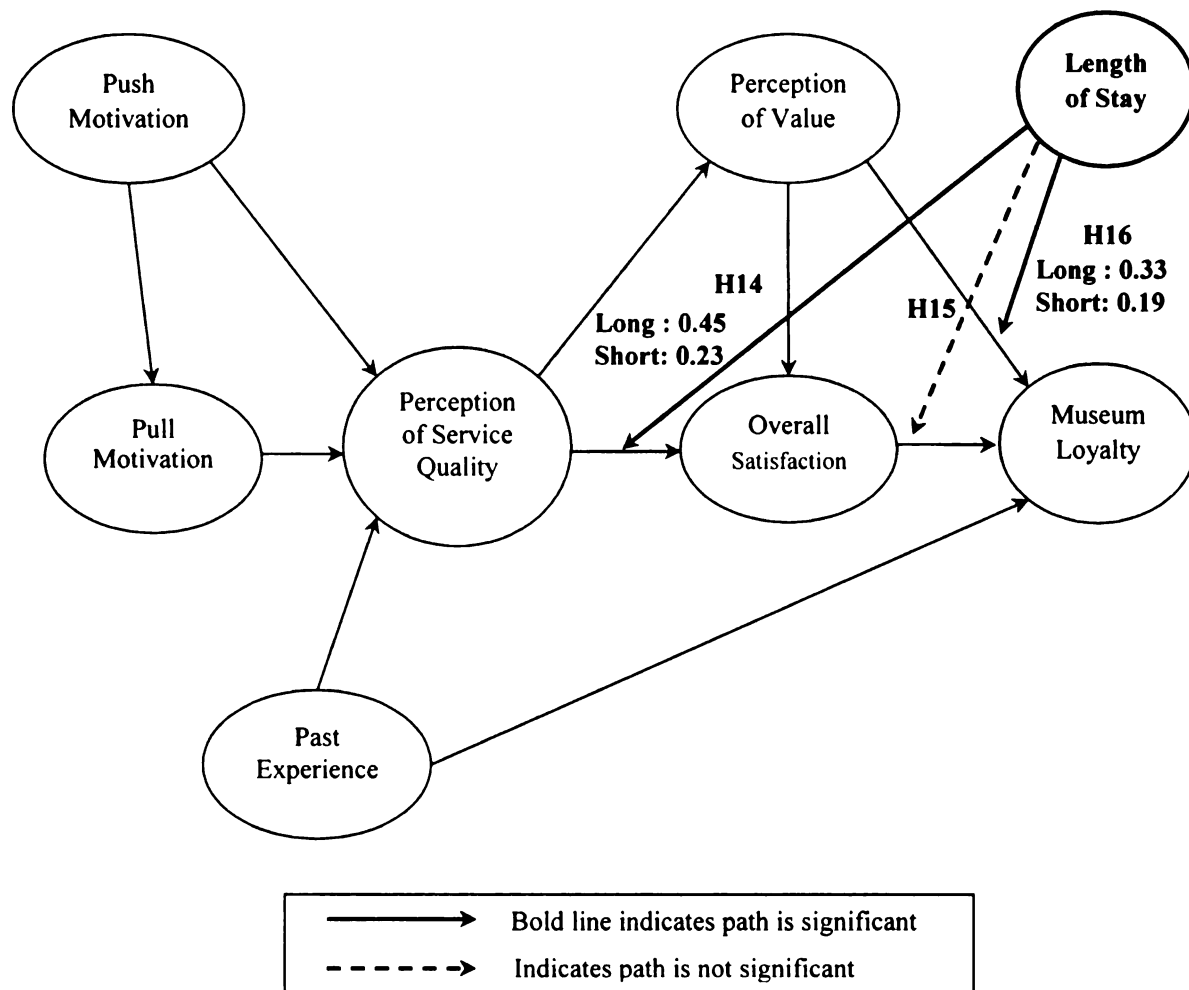 Push
Motivation
Perception
of Value
Length
of Stay
H14
Long : 0.45
Short: 0.23
H15
H16
Long : 0.33
Short: 0.19
Pull
Motivation
Perception
of Service
Quality
Overall
Satisfaction
Museum
Loyalty
Past
Experience
Bold line indicates path is significant
Indicates path is not significant